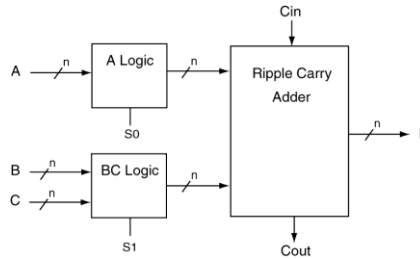 Cin
A n A Logic n Ripple Carry
Adder
S0
n
B n BC Logic n
C n
S1
Cout